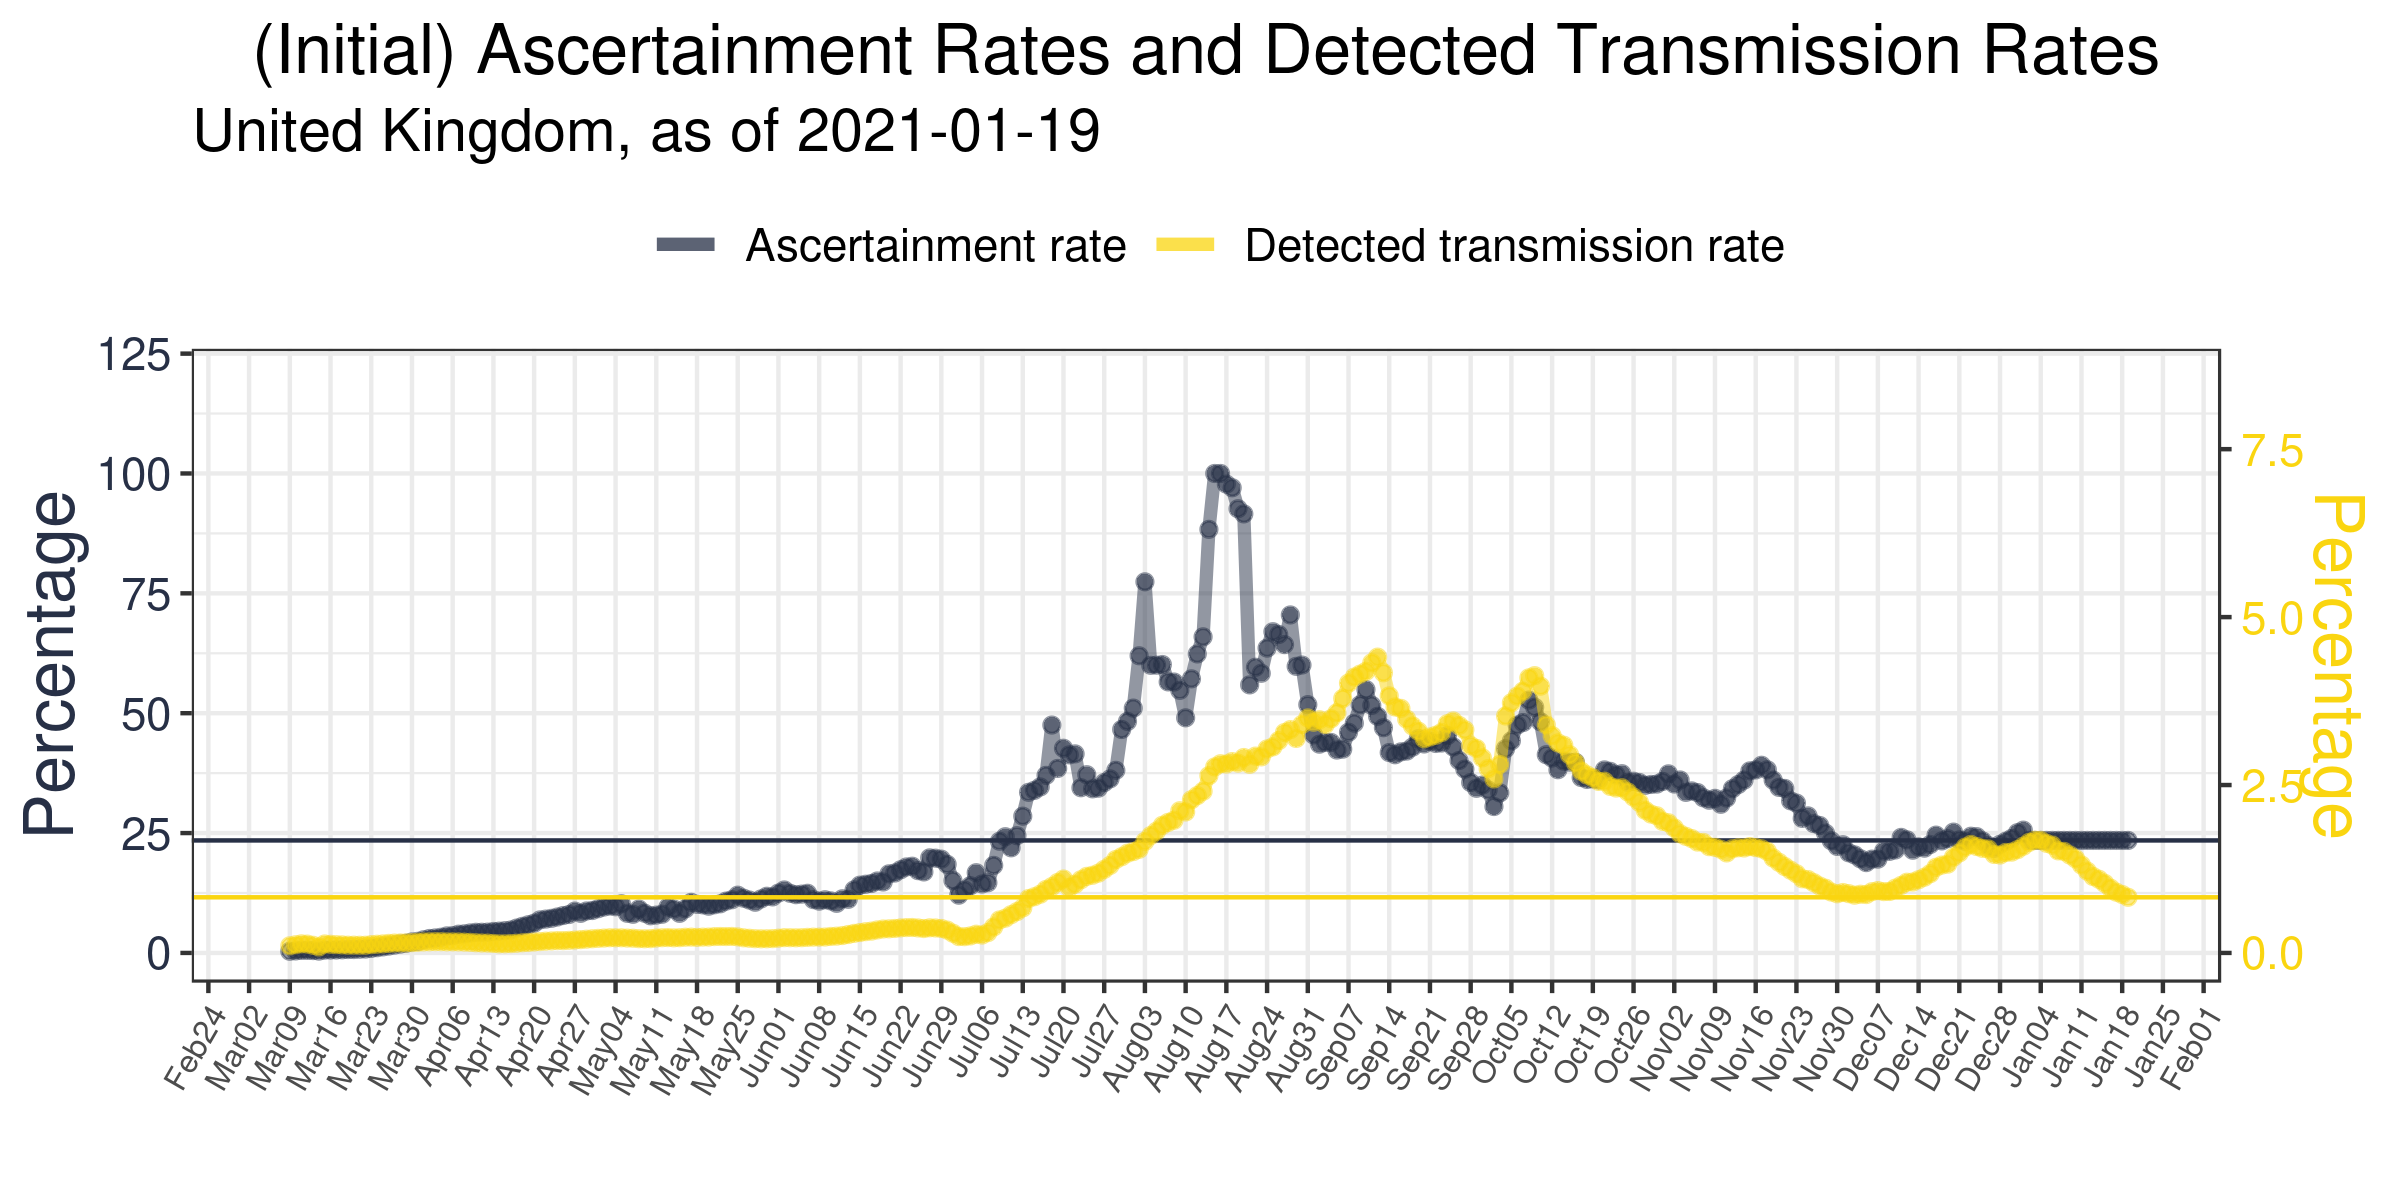 (Initial) Ascertainment Rates and Detected Transmission Rates
United Kingdom, as of 2021-01-19
Ascertainment rate Detected transmission rate
125
100
75
50
25
0
Percentage
7.5
5.0
2.5
0.0
Percentage
Feb24 Mar02 Mar09 Mar16 Mar23 Mar30 Apr06 Apr13 Apr20 Apr27 May04 May11 May18 May25 Jun01 Jun08 Jun15 Jun22 Jun29 Jul06 Jul13 Jul20 Jul27 Aug03 Aug10 Aug17 Aug24 Aug31 Sep07 Sep14 Sep21 Sep28 Oct05 Oct12 Oct19 Oct26 Nov02 Nov09 Nov16 Nov23 Nov30 Dec07 Dec14 Dec21 Dec28 Jan04 Jan11 Jan18 Jan25 Feb01